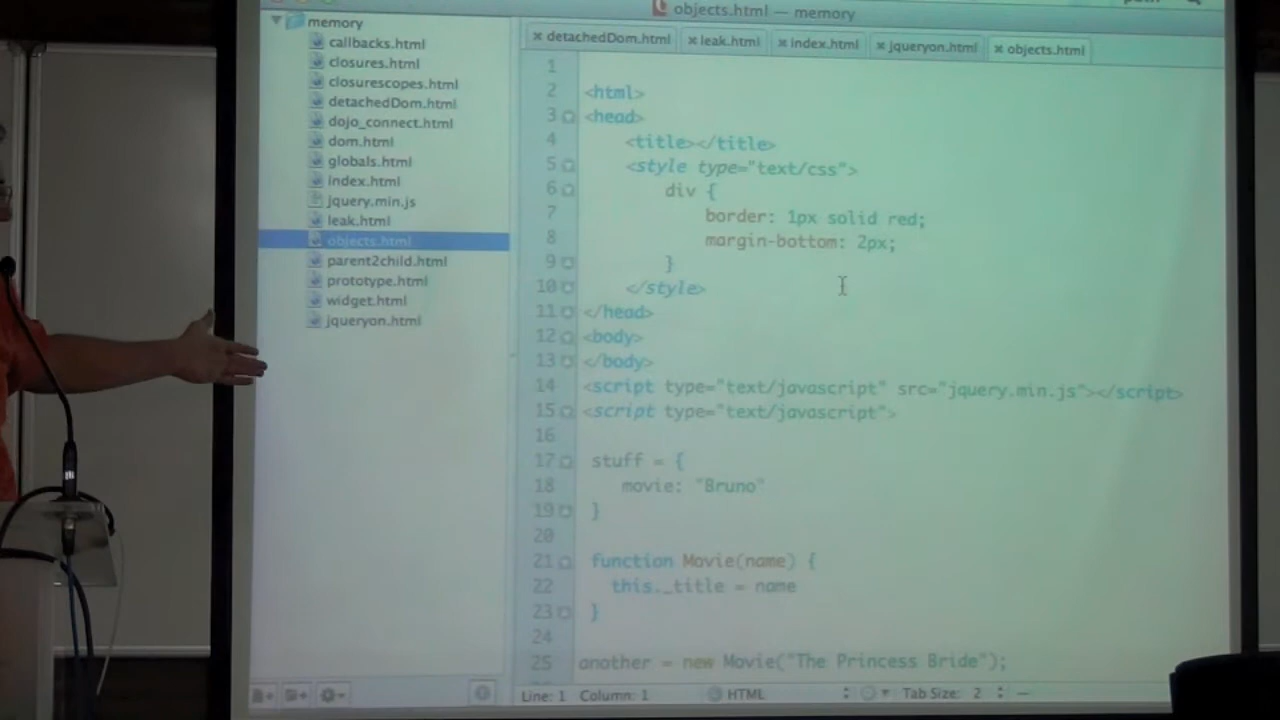 objects.html — memory
memory
callbacks.html
closures.html
closurescopes.html
detachedDom.html
dojo_connect.html
dom.html
globals.html
index.html
jquery.min.js
leak.html
objects.html
parent2child.html
prototype.html
widget.html
jqueryon.html
detachedDom.html leak.html index.html jqueryon.html objects.html
1
2 <html>
3 <head>
4 <title></title>
5 <style type="text/css">
6 div {
7 border: 1px solid red;
8 margin-bottom: 2px;
9 }
10 </style>
11 </head>
12 <body>
13 </body>
14 <script type="text/javascript" src="jquery.min.js"></script>
15 <script type="text/javascript">
16
17 stuff = {
18 movie: "Bruno"
19 }
20
21 function Movie(name) {
22 this._title = name
23 }
24
25 another = new Movie("The Princess Bride");
Line: 1 Column: 1 HTML Tab Size: 2 —